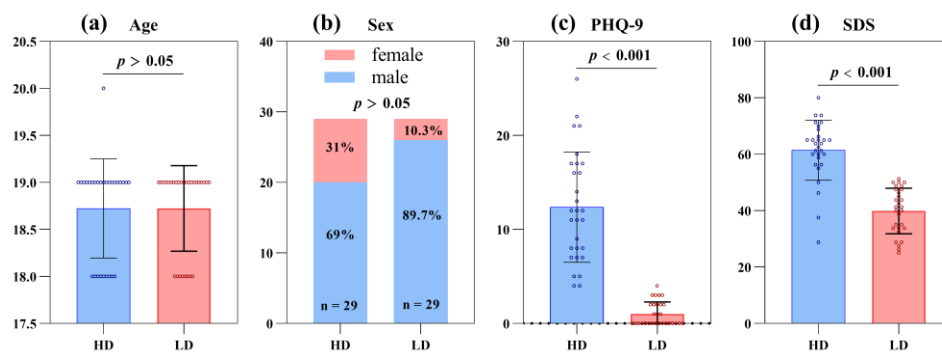 (a) Age
20.5
20.0
19.5
19.0
18.5
18.0
17.5
p > 0.05
HD LD
(b) Sex
40
30
20
10
0
female
male
p > 0.05
31% 10.3%
69% 89.7%
n = 29 n = 29
HD LD
(c) PHQ-9
30
20
10
0
p < 0.001
HD LD
(d) SDS
100
80
60
40
20
0
p < 0.001
HD LD